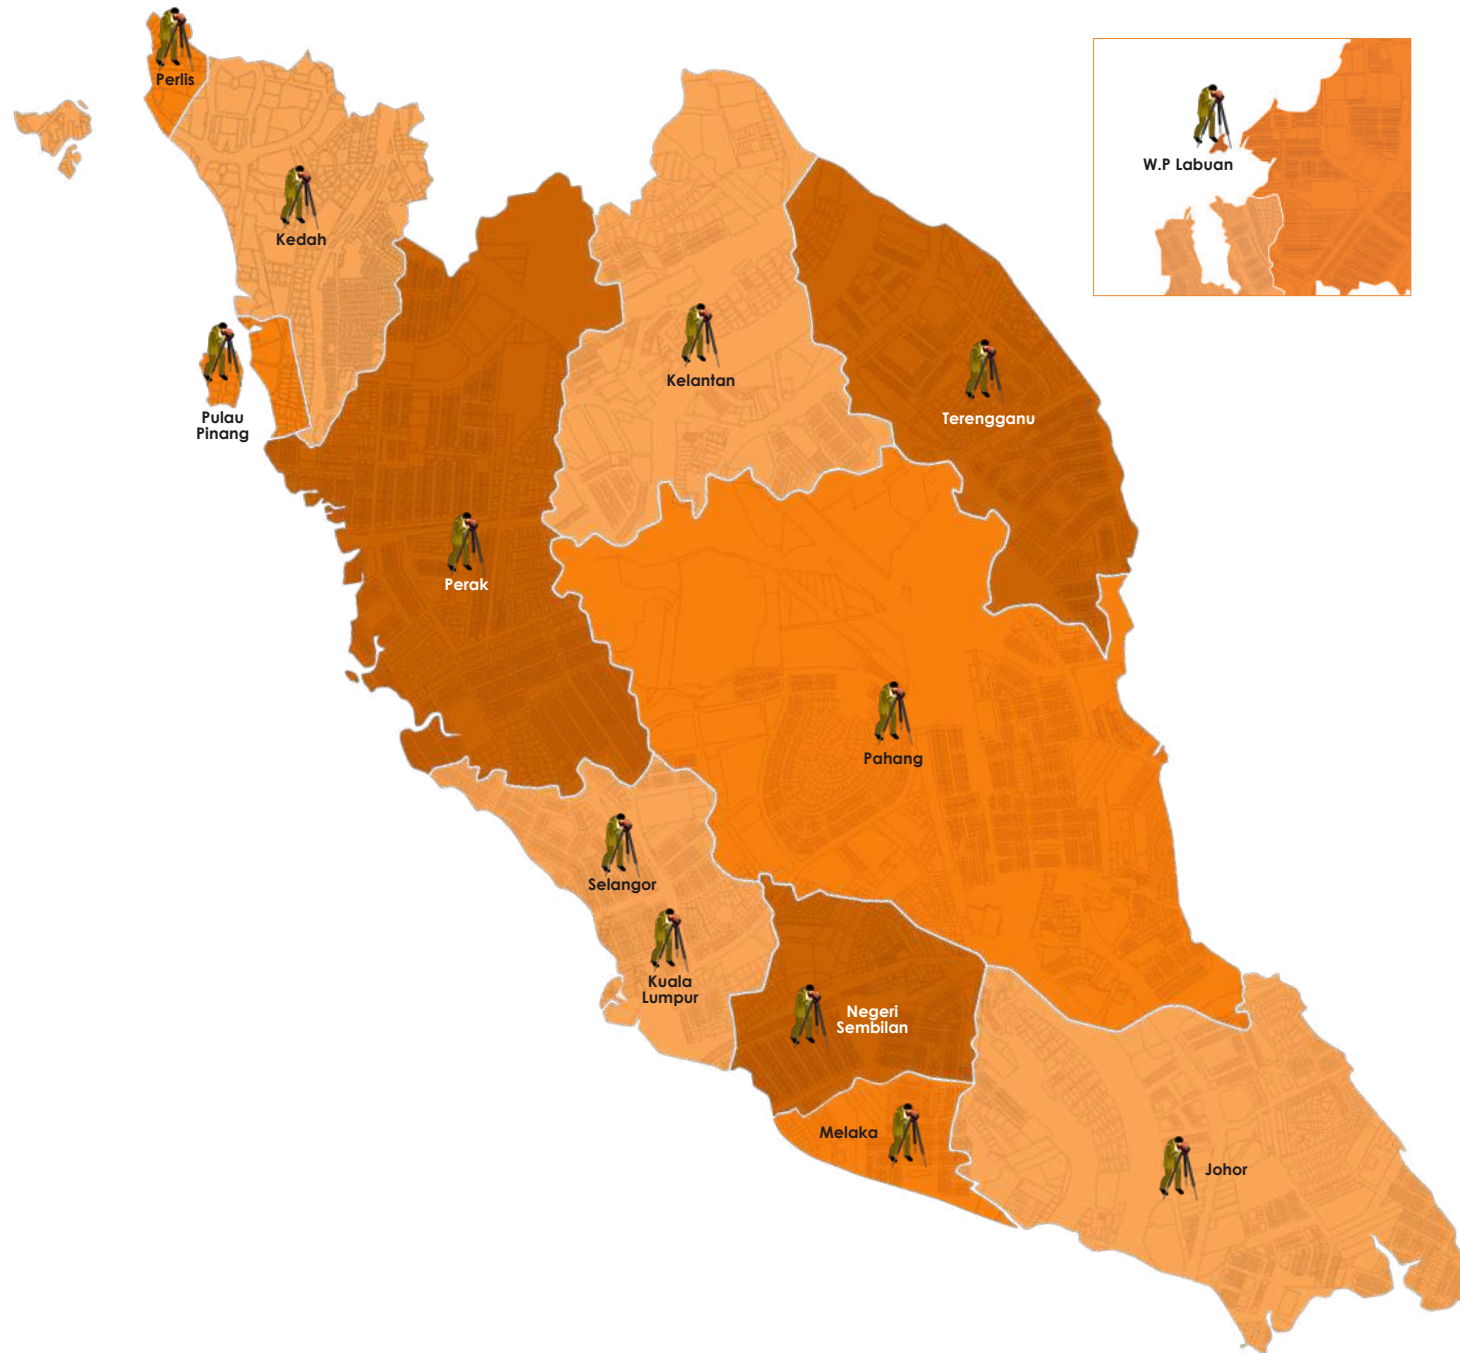 Perlis
W.P Labuan
Kedah
Kelantan
Pulau
Pinang
Terengganu
Perak
Pahang
Selangor
Kuala
Lumpur
Negeri
Sembilan
Melaka
Johor